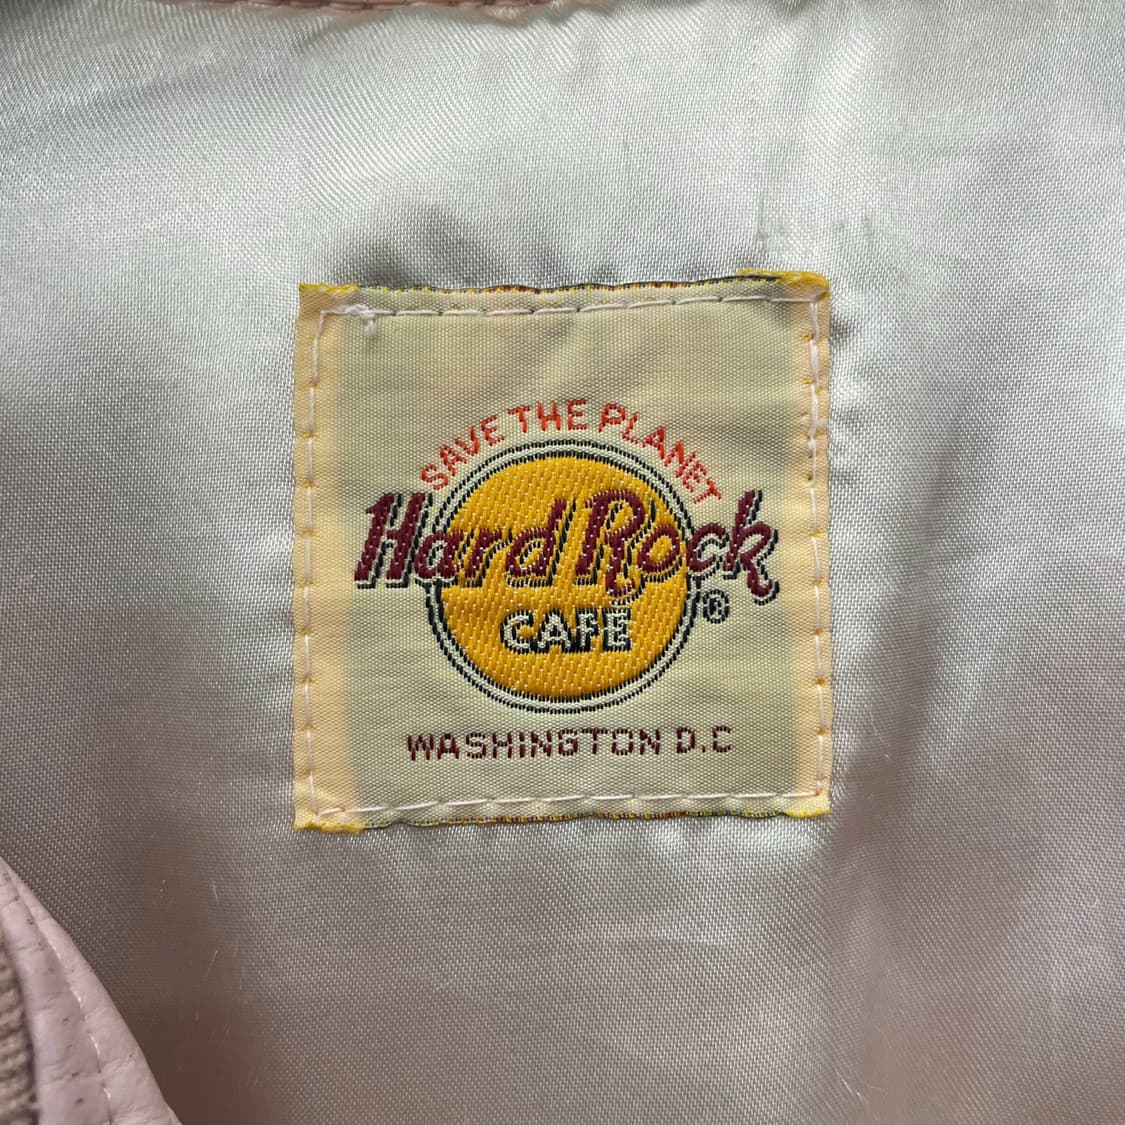 SAVE THE PLANET
Hard Rock
CAFE
®
WASHINGTON D.C